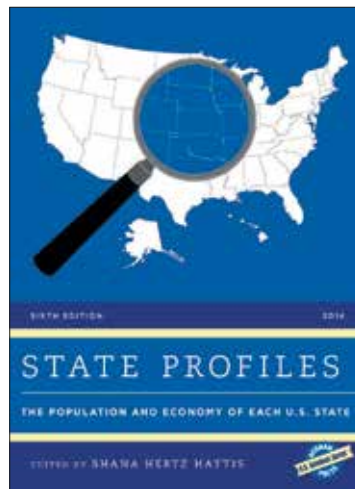 SIXTH EDITION 2014
STATE PROFILES
THE POPULATION AND ECONOMY OF EACH U.S. STATE
EDITED BY SHANA HERTZ HATTIS